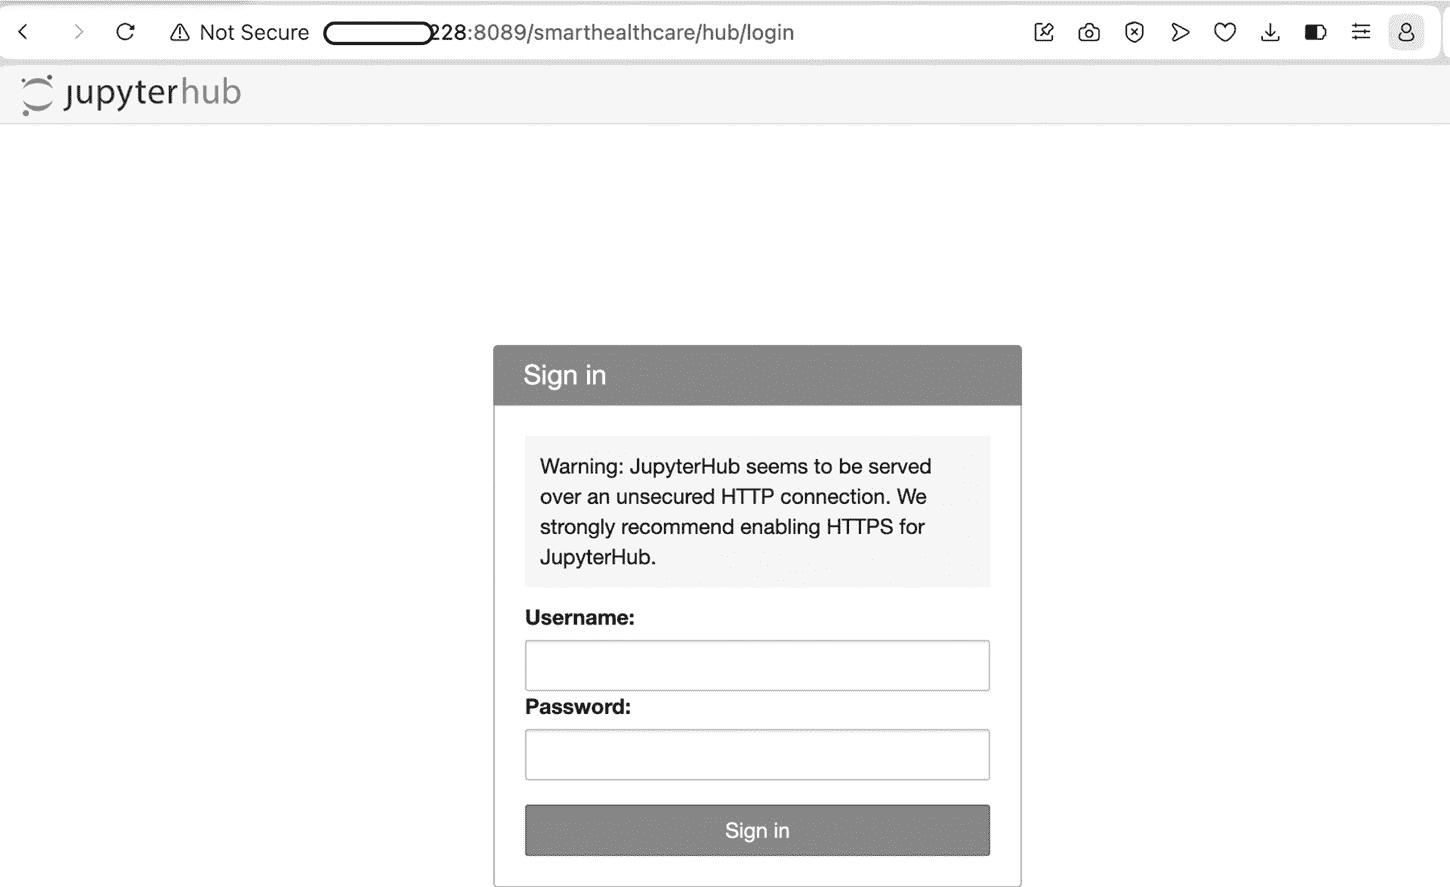 Not Secure 228:8089/smarthealthcare/hub/login
jupyterhub
Sign in
Warning: JupyterHub seems to be served
over an unsecured HTTP connection. We
strongly recommend enabling HTTPS for
JupyterHub.
Username:
Password:
Sign in